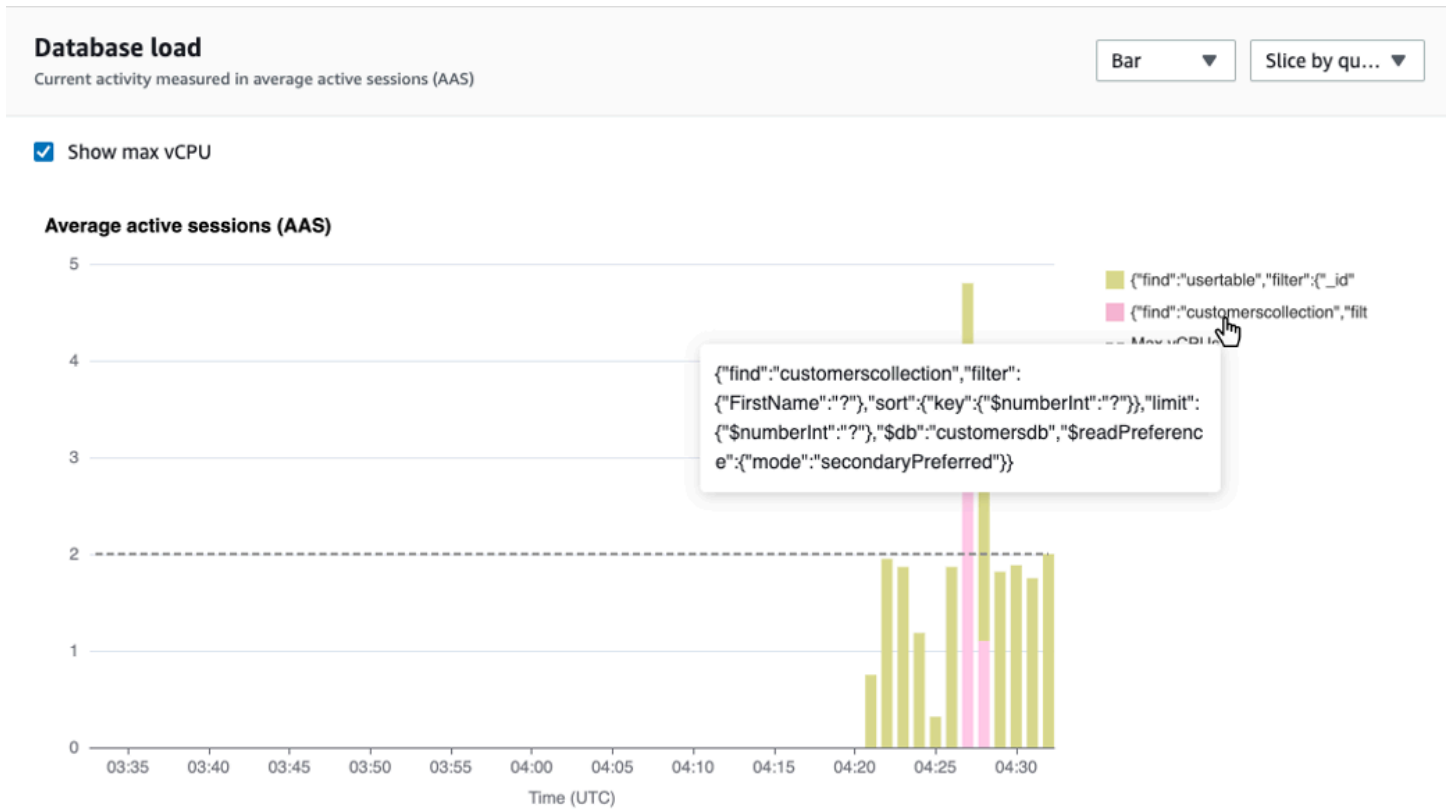 Database load
Bar
Slice by qu...
Current activity measured in average active sessions (AAS)
Show max vCPU
Average active sessions (AAS)
5
4
3
2
1
0
{"find":"usertable","filter":{"_id"
{"find":"customerscollection","filt
Max vCPUs
{"find":"customerscollection","filter":
{"FirstName":"?"},"sort":{"key":{"$numberInt":"?"}},"limit":
{"$numberInt":"?"},"$db":"customersdb","$readPreferenc
e":{"mode":"secondaryPreferred"}}
03:35 03:40 03:45 03:50 03:55 04:00 04:05 04:10 04:15 04:20 04:25 04:30
Time (UTC)